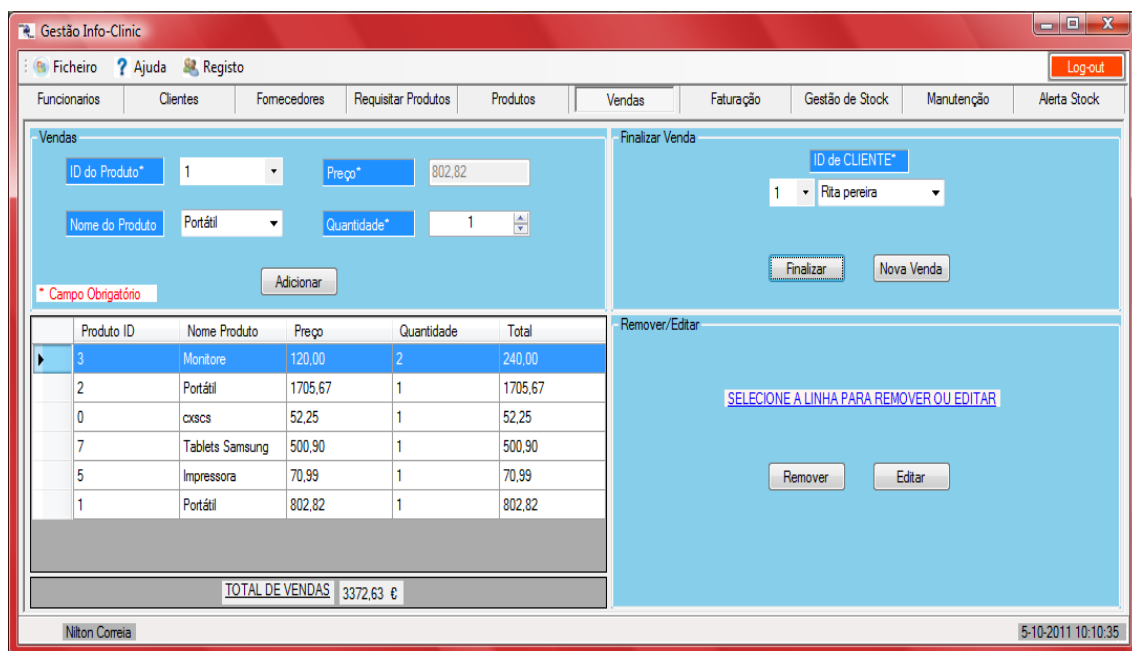 Gestão Info-Clinic
Ficheiro ? Ajuda Registo Log-out
Funcionarios Clientes Fornecedores Requisitar Produtos Produtos Vendas Faturação Gestão de Stock Manutenção Alerta Stock
Vendas
ID do Produto* 1 Preço* 802,82
Nome do Produto Portátil Quantidade* 1
Adicionar
* Campo Obrigatório
Finalizar Venda
ID de CLIENTE*
1 Rita pereira
Finalizar Nova Venda
Produto ID Nome Produto Preço Quantidade Total
3 Monitore 120,00 2 240,00
2 Portátil 1705,67 1 1705,67
0 cxscs 52,25 1 52,25
7 Tablets Samsung 500,90 1 500,90
5 Impressora 70,99 1 70,99
1 Portátil 802,82 1 802,82
TOTAL DE VENDAS 3372,63 €
Remover/Editar
SELECIONE A LINHA PARA REMOVER OU EDITAR
Remover Editar
Nilton Correia 5-10-2011 10:10:35